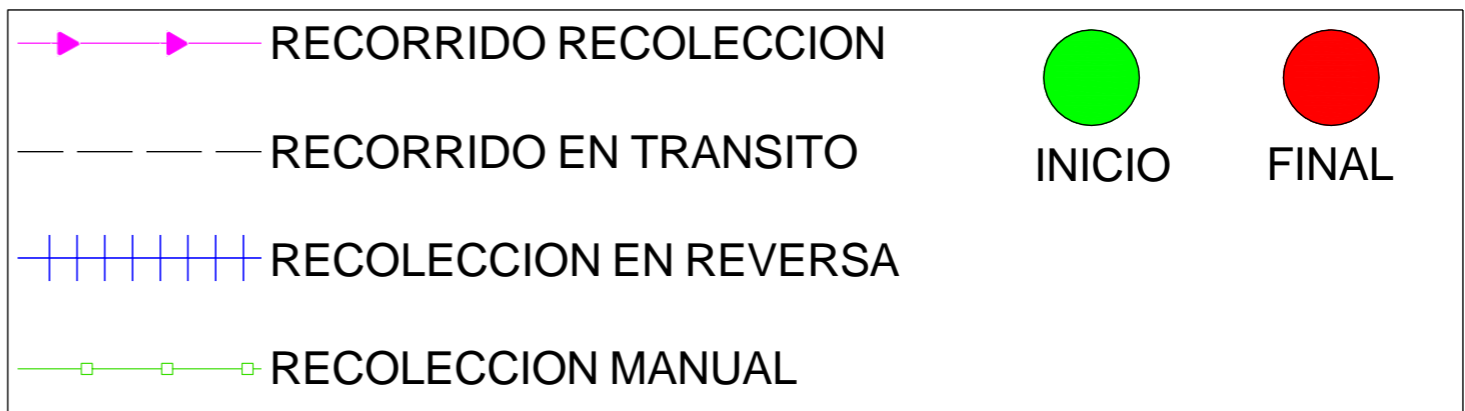 RECORRIDO RECOLECCION
RECORRIDO EN TRANSITO
RECOLECCION EN REVERSA
RECOLECCION MANUAL
INICIO
FINAL